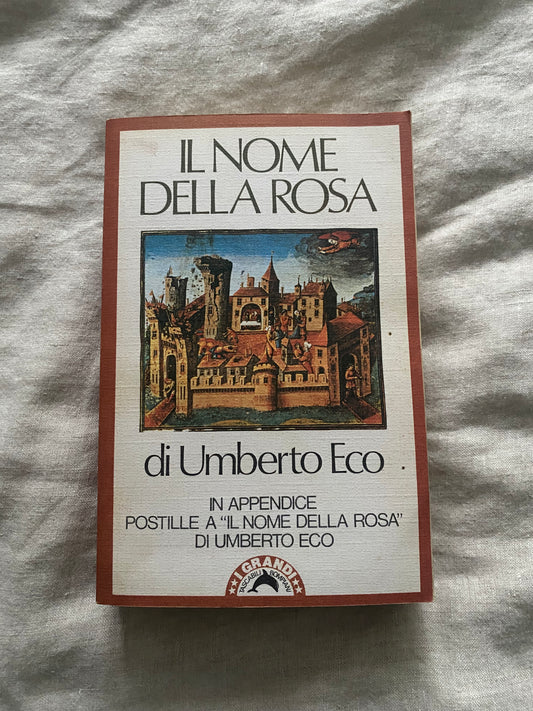 IL NOME
DELLA ROSA
di Umberto Eco
IN APPENDICE
POSTILLE A "IL NOME DELLA ROSA"
DI UMBERTO ECO
I GRANDI
TASCABILI BOMPIANI